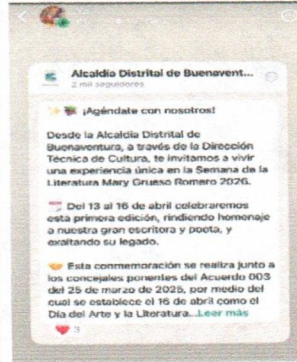 Alcaldía Distrital de Buenavent...
2 mil seguidores
✨📚 ¡Agéndate con nosotros!
Desde la Alcaldía Distrital de
Buenaventura, a través de la Dirección
Técnica de Cultura, te invitamos a vivir
una experiencia única en la Semana de la
Literatura Mary Grueso Romero 2026.
📅 Del 13 al 16 de abril celebraremos
esta primera edición, rindiendo homenaje
a nuestra gran escritora y poeta, y
exaltando su legado.
🤝 Esta conmemoración se realiza junto a
los concejales ponentes del Acuerdo 003
del 25 de marzo de 2025, por medio del
cual se establece el 16 de abril como el
Día del Arte y la Literatura...Leer más
❤️ 3